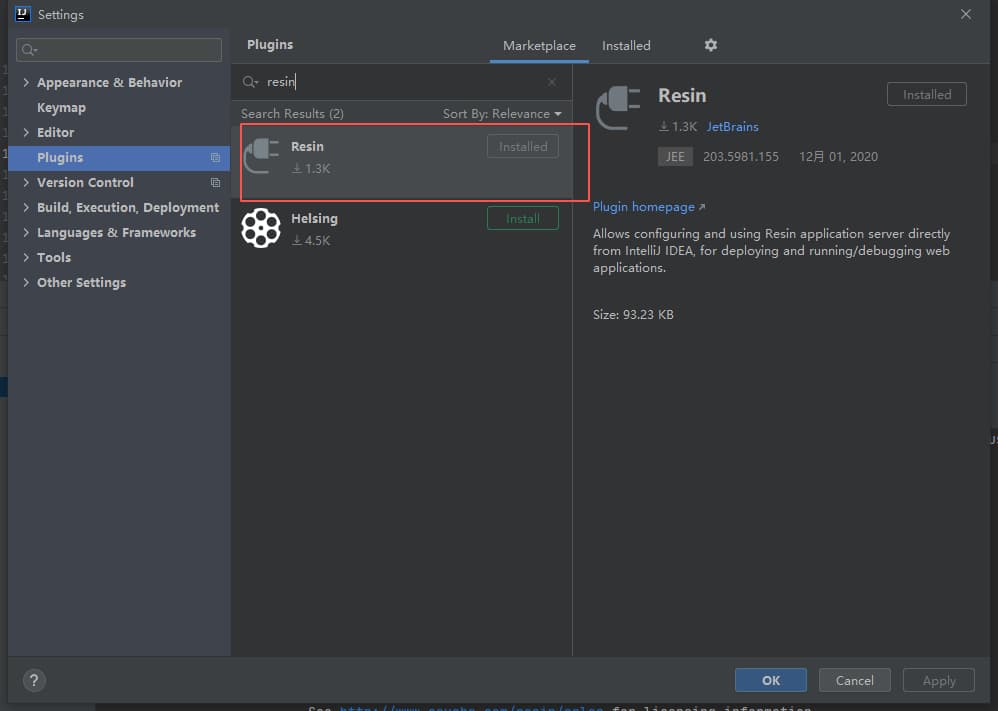 Settings
Plugins
Marketplace
Installed
Appearance & Behavior
Keymap
Editor
Plugins
Version Control
Build, Execution, Deployment
Languages & Frameworks
Tools
Other Settings
resin
Search Results (2)
Sort By: Relevance
Resin
Installed
1.3K
Helsing
Install
4.5K
Resin
Installed
1.3K JetBrains
JEE 203.5981.155 12月 01, 2020
Plugin homepage
Allows configuring and using Resin application server directly
from IntelliJ IDEA, for deploying and running/debugging web
applications.
Size: 93.23 KB
?
OK
Cancel
Apply